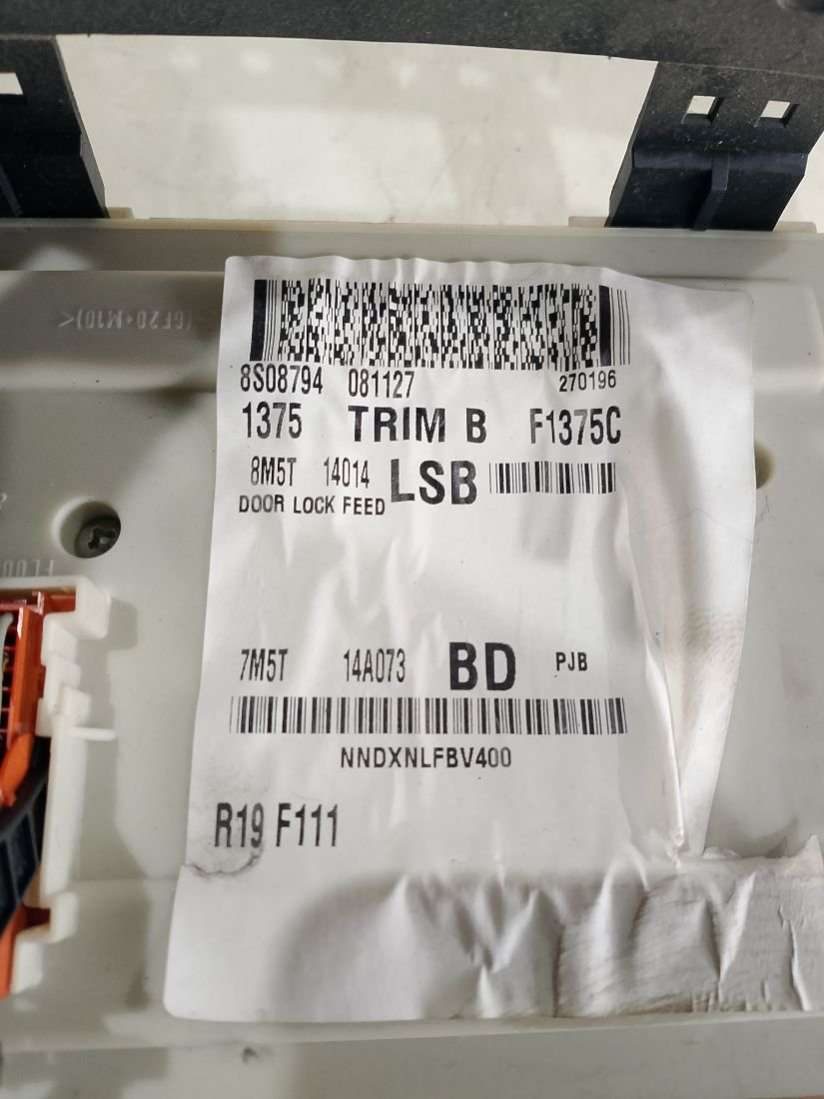 8S08794 081127 270196
1375 TRIM B F1375C
8M5T 14014 LSB
DOOR LOCK FEED
7M5T 14A073 BD PJB
NNDXNLFBV400
R19 F111